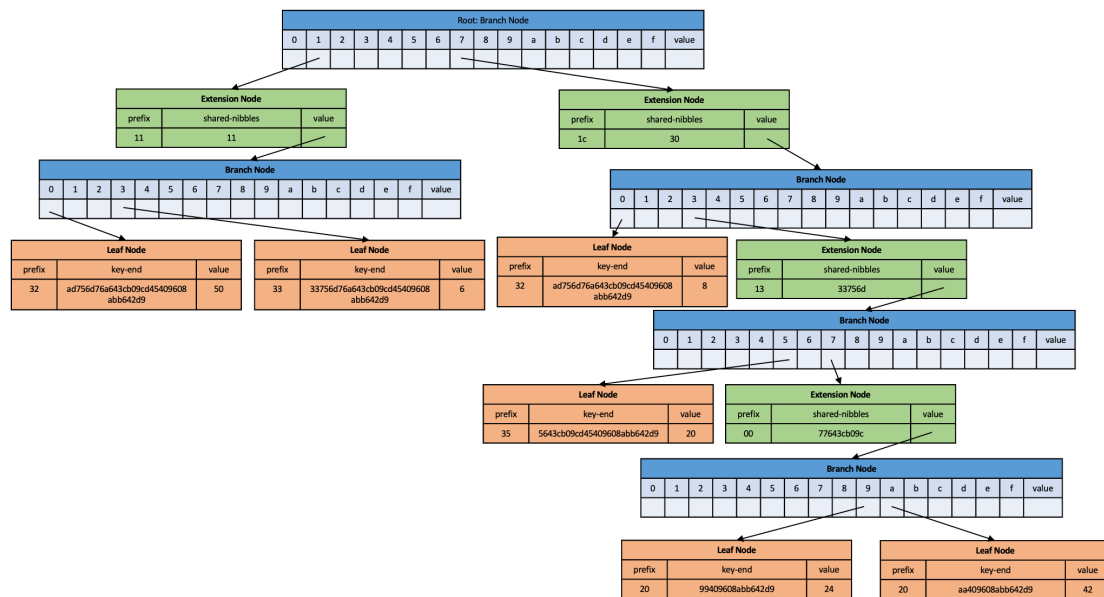 Root: Branch Node
0 1 2 3 4 5 6 7 8 9 a b c d e f value
Extension Node
prefix shared-nibbles value
11 11
Extension Node
prefix shared-nibbles value
1c 30
Branch Node
0 1 2 3 4 5 6 7 8 9 a b c d e f value
Branch Node
0 1 2 3 4 5 6 7 8 9 a b c d e f value
Leaf Node
prefix key-end value
32 ad756d76a643cb09cd45409608 50
abb642d9
Leaf Node
prefix key-end value
33 33756d76a643cb09cd45409608 6
abb642d9
Leaf Node
prefix key-end value
32 ad756d76a643cb09cd45409608 8
abb642d9
Extension Node
prefix shared-nibbles value
13 33756d
Branch Node
0 1 2 3 4 5 6 7 8 9 a b c d e f value
Leaf Node
prefix key-end value
35 5643cb09cd45409608abb642d9 20
Extension Node
prefix shared-nibbles value
00 77643cb09c
Branch Node
0 1 2 3 4 5 6 7 8 9 a b c d e f value
Leaf Node
prefix key-end value
20 99409608abb642d9 24
Leaf Node
prefix key-end value
20 aa409608abb642d9 42